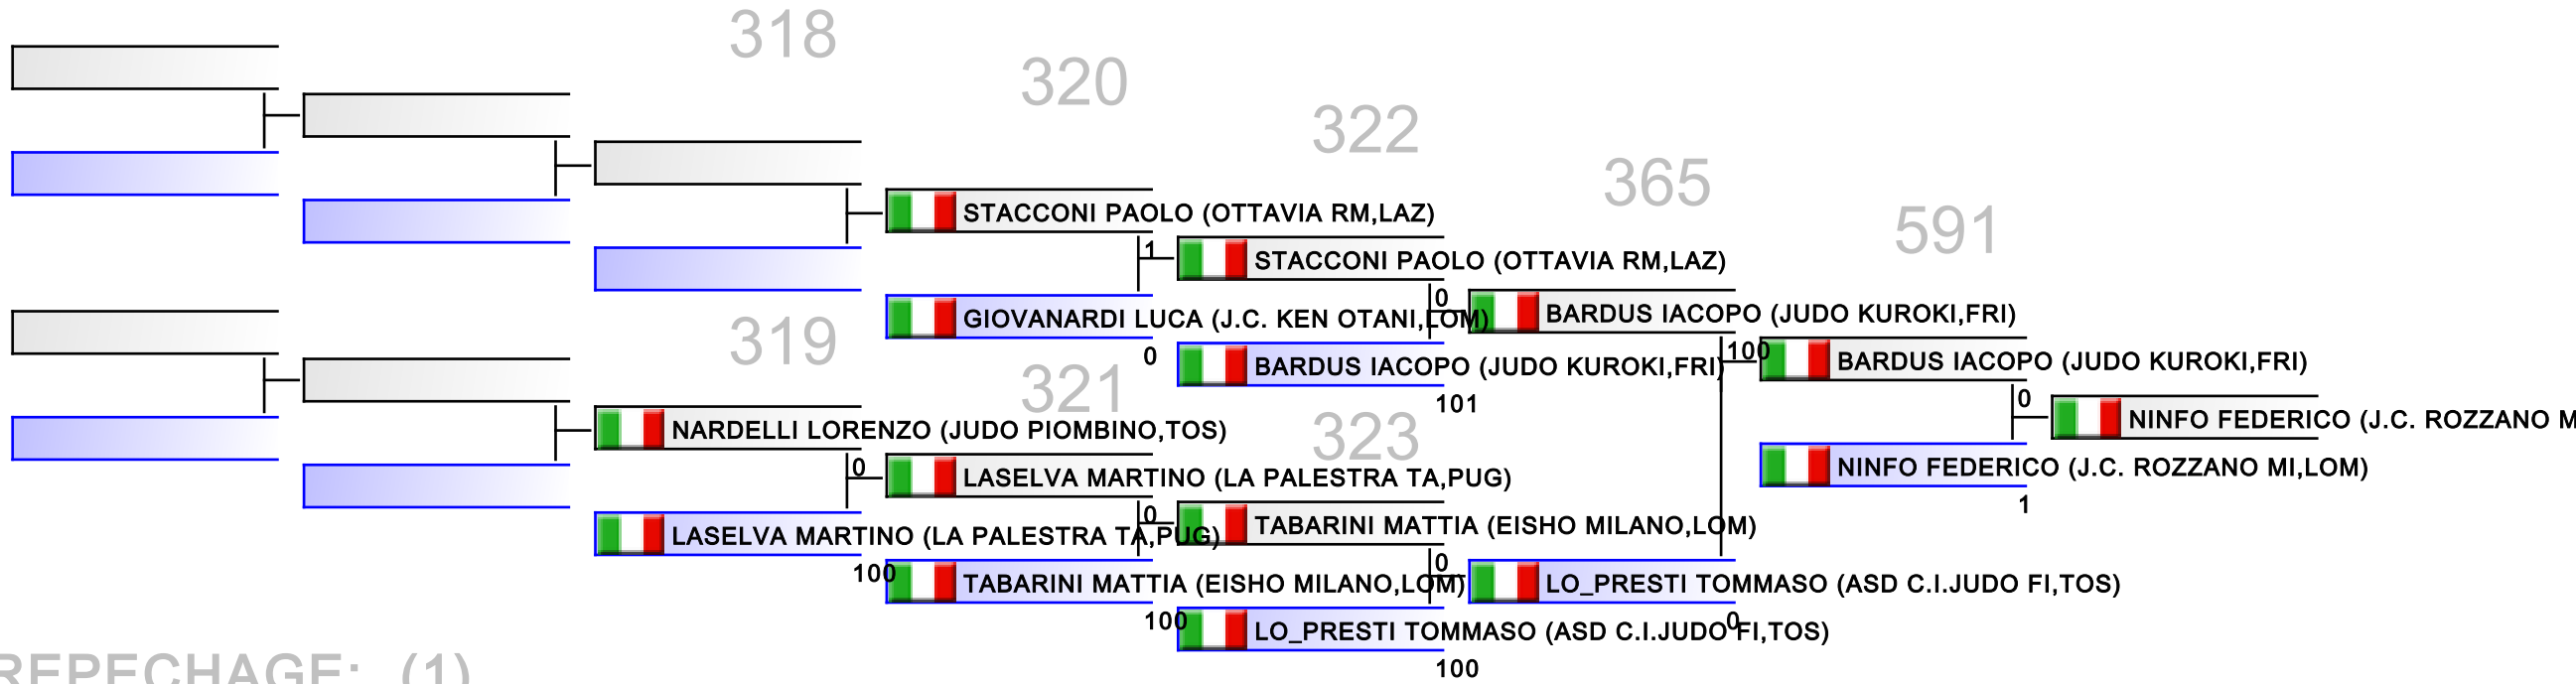 318
320
322
365
591
STACCONI PAOLO (OTTAVIA RM,LAZ)
1
STACCONI PAOLO (OTTAVIA RM,LAZ)
0
GIOVANARDI LUCA (J.C. KEN OTANI,LOM)
0
BARDUS IACOPO (JUDO KUROKI,FRI)
100
BARDUS IACOPO (JUDO KUROKI,FRI)
101
BARDUS IACOPO (JUDO KUROKI,FRI)
0
NINFO FEDERICO (J.C. ROZZANO M
NINFO FEDERICO (J.C. ROZZANO MI,LOM)
1
319
321
323
NARDELLI LORENZO (JUDO PIOMBINO,TOS)
0
LASELVA MARTINO (LA PALESTRA TA,PUG)
0
LASELVA MARTINO (LA PALESTRA TA,PUG)
100
TABARINI MATTIA (EISHO MILANO,LOM)
0
TABARINI MATTIA (EISHO MILANO,LOM)
100
LO_PRESTI TOMMASO (ASD C.I.JUDO FI,TOS)
0
LO_PRESTI TOMMASO (ASD C.I.JUDO FI,TOS)
100
REPECHAGE: (1)